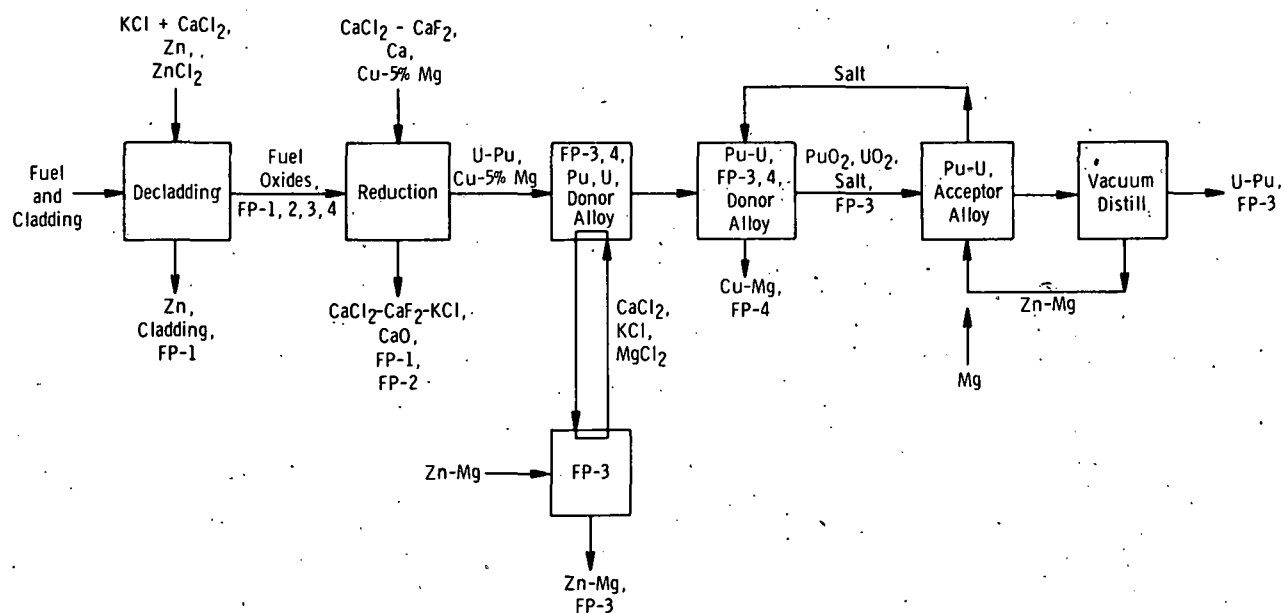 KCl + CaCl2,
Zn,
ZnCl2
CaCl2 - CaF2,
Ca,
Cu-5% Mg
Salt
Fuel
and
Cladding
Decladding
Fuel
Oxides,
FP-1, 2, 3, 4
Reduction
U-Pu,
Cu-5% Mg
FP-3, 4,
Pu, U,
Donor
Alloy
Pu-U,
FP-3, 4,
Donor
Alloy
PuO2, UO2,
Salt,
FP-3
Pu-U,
Acceptor
Alloy
Vacuum
Distill
U-Pu,
FP-3
Zn,
Cladding,
FP-1
CaCl2-CaF2-KCl,
CaO,
FP-1,
FP-2
CaCl2,
KCl,
MgCl2
Cu-Mg,
FP-4
Zn-Mg
Mg
Zn-Mg
FP-3
Zn-Mg,
FP-3